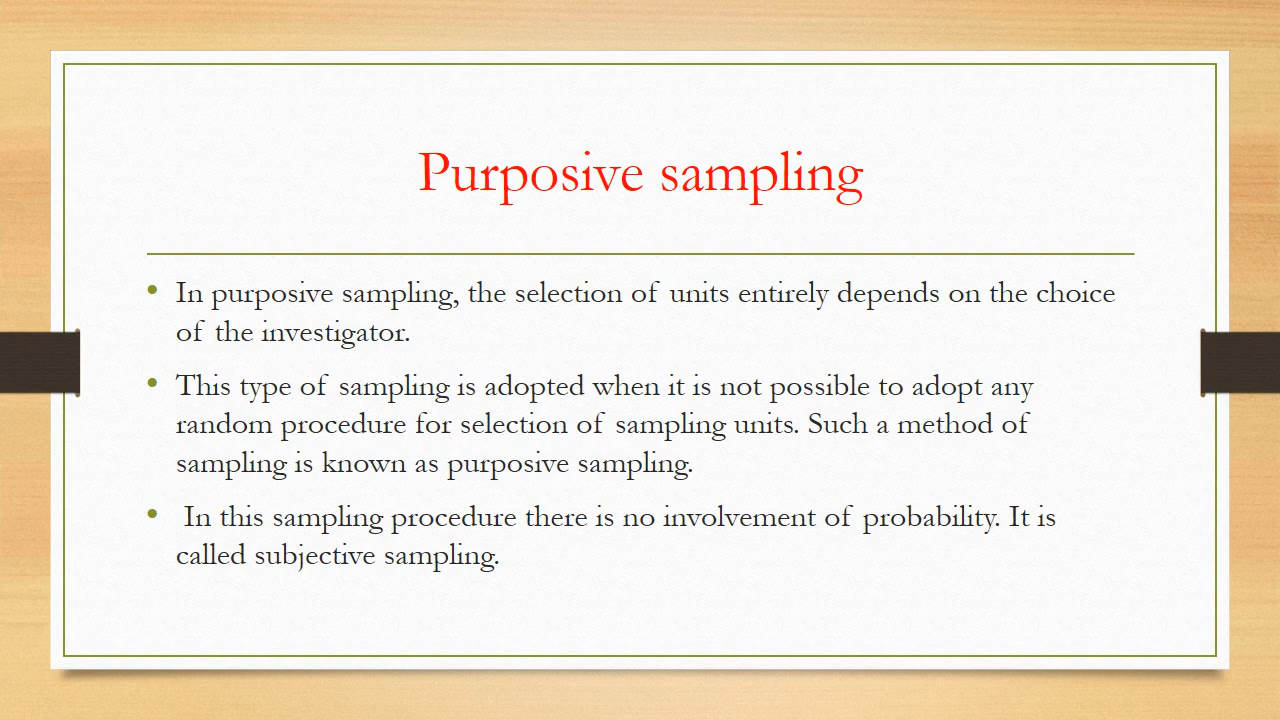 Purposive sampling
• In purposive sampling, the selection of units entirely depends on the choice
of the investigator.
• This type of sampling is adopted when it is not possible to adopt any
random procedure for selection of sampling units. Such a method of
sampling is known as purposive sampling.
• In this sampling procedure there is no involvement of probability. It is
called subjective sampling.